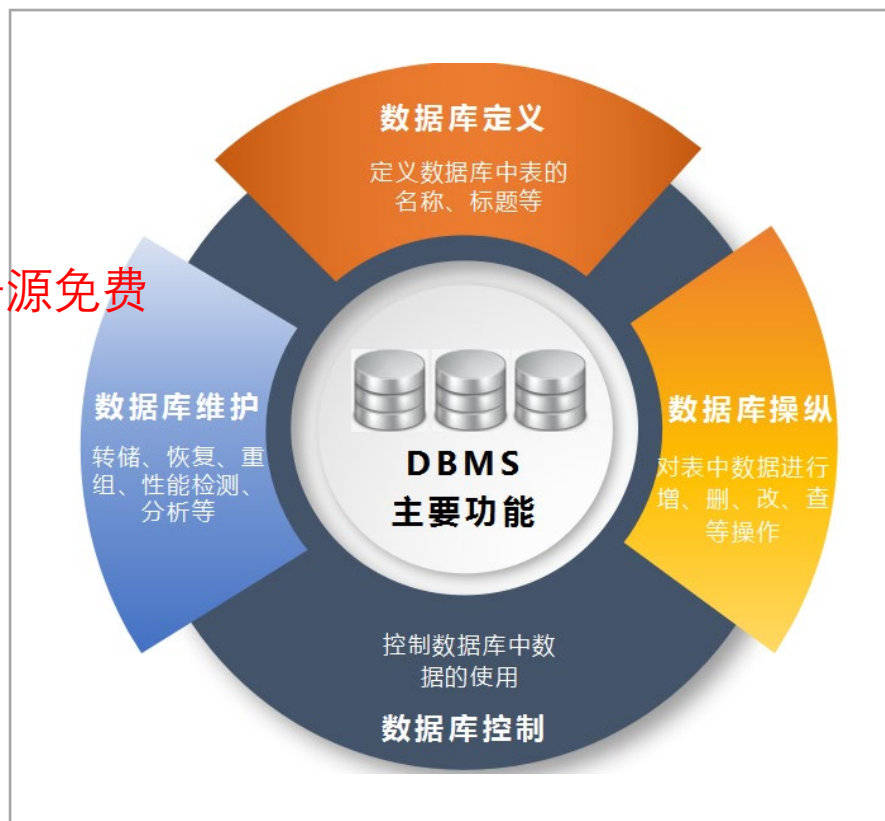 数据库定义
定义数据库中表的
名称、标题等
源免费
数据库维护
转储、恢复、重
组、性能检测、
分析等
DBMS
主要功能
数据库操纵
对表中数据进行
增、删、改、查
等操作
控制数据库中数
据的使用
数据库控制